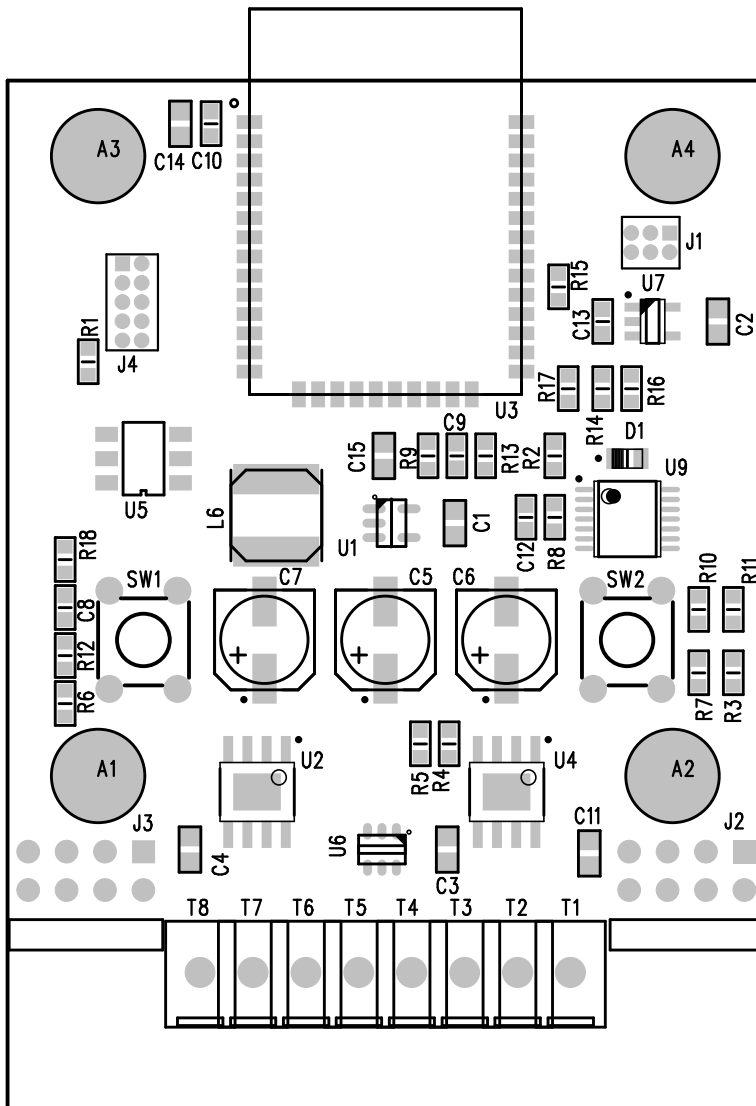 A3
C14
C10
A4
J1
U7
R15
C13
C2
R1
J4
U3
R17
R14
R16
C9
C15
R9
R13
R2
D1
U9
U5
L6
U1
C1
C12
R8
R18
SW1
C7
C5
C6
SW2
R10
R11
C8
R12
R6
R7
R3
+
+
+
A1
U2
R5
R4
U4
A2
J3
C4
U6
C3
C11
J2
T8
T7
T6
T5
T4
T3
T2
T1